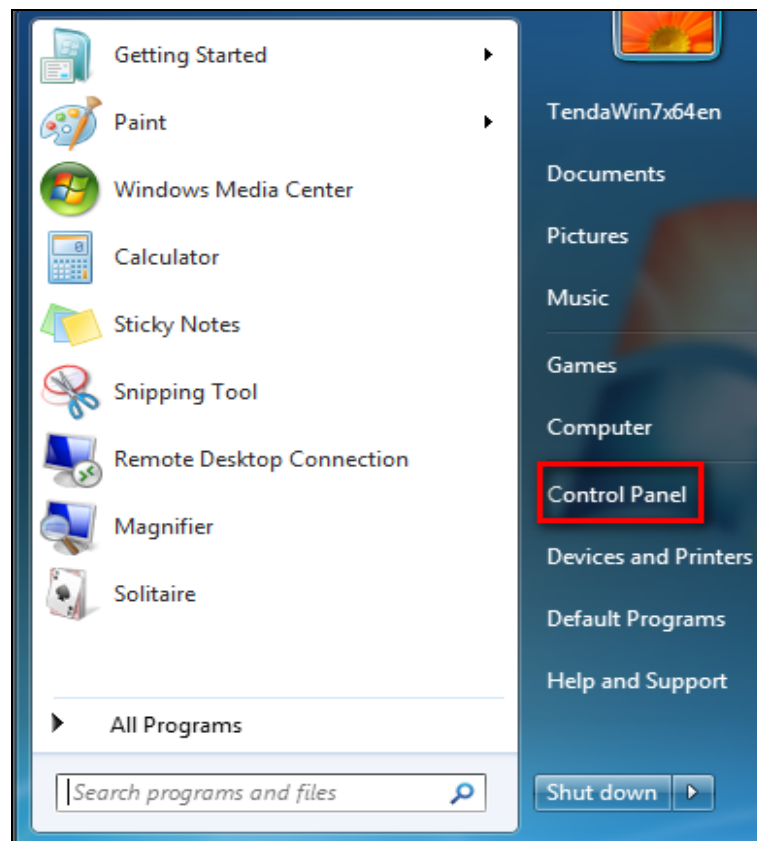 Getting Started
Paint
Windows Media Center
Calculator
Sticky Notes
Snipping Tool
Remote Desktop Connection
Magnifier
Solitaire
All Programs
Search programs and files
TendaWin7x64en
Documents
Pictures
Music
Games
Computer
Control Panel
Devices and Printers
Default Programs
Help and Support
Shut down